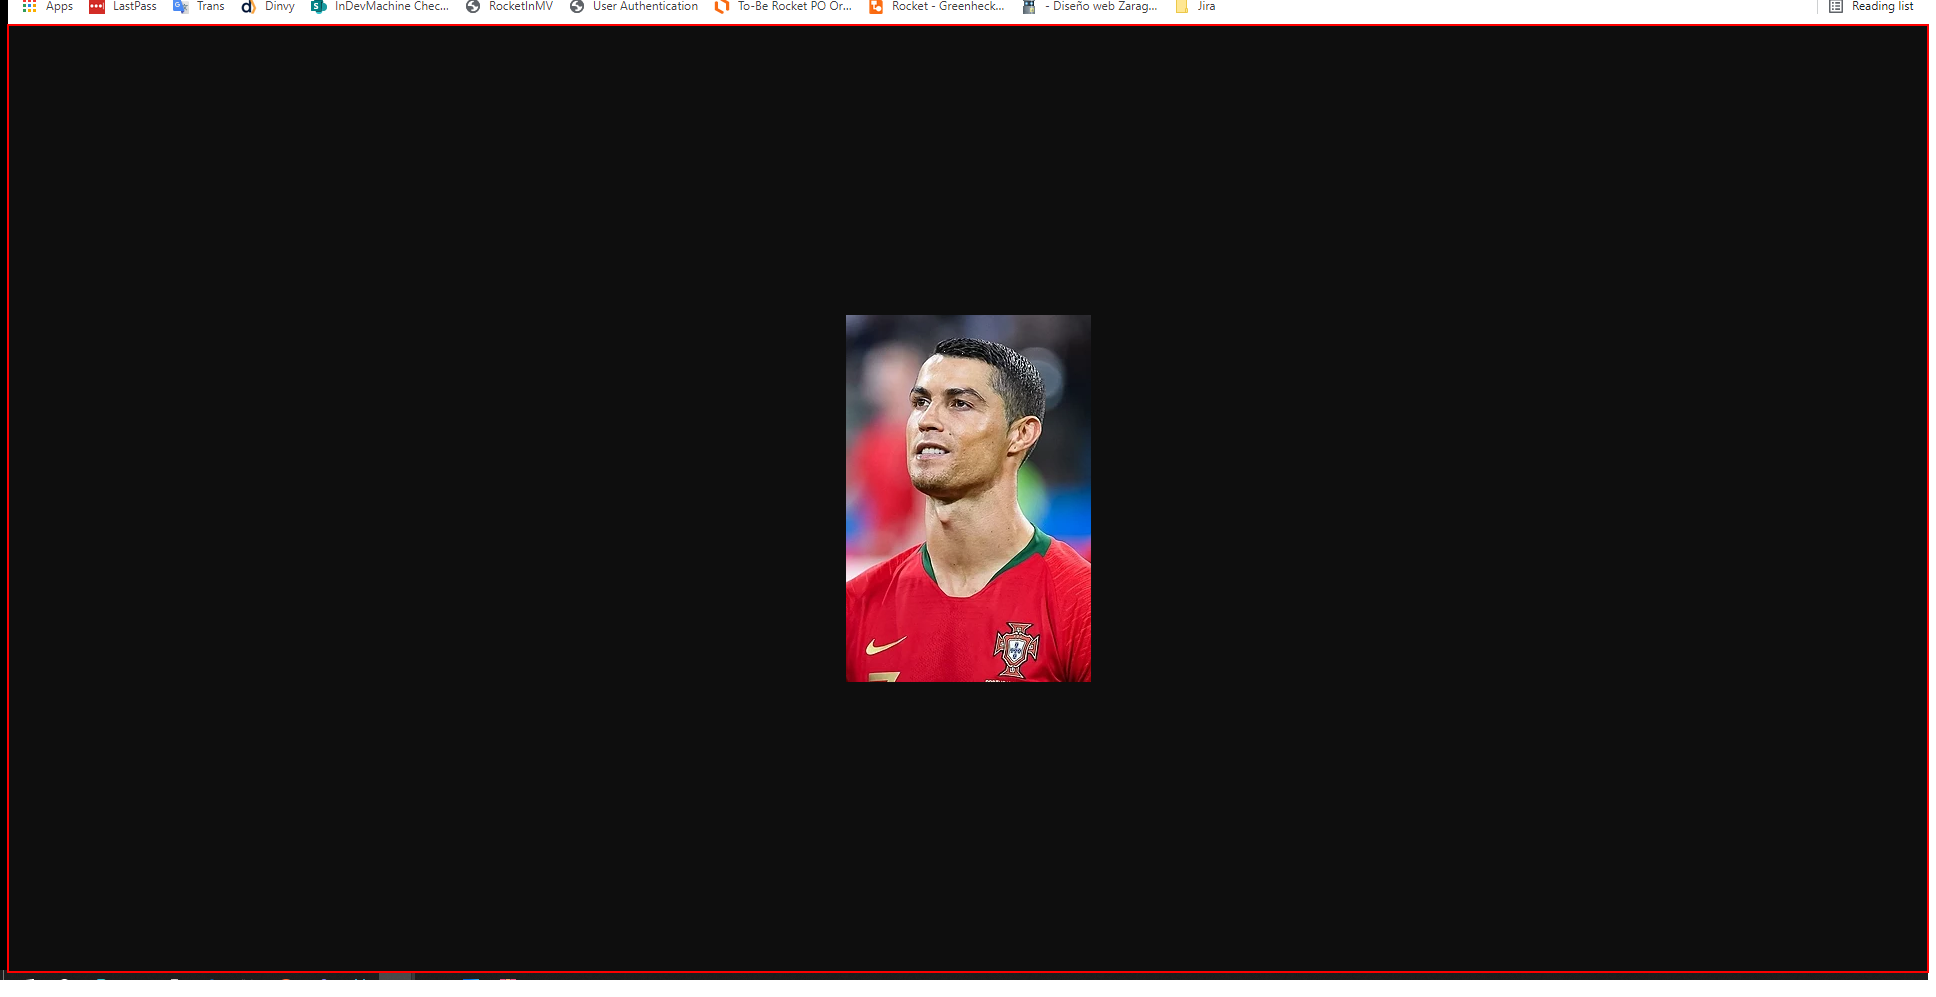 Apps LastPass Trans Dinvy InDevMachine Chec... RocketInMV User Authentication To-Be Rocket PO Or... Rocket - Greenheck... - Diseño web Zarag... Jira Reading list